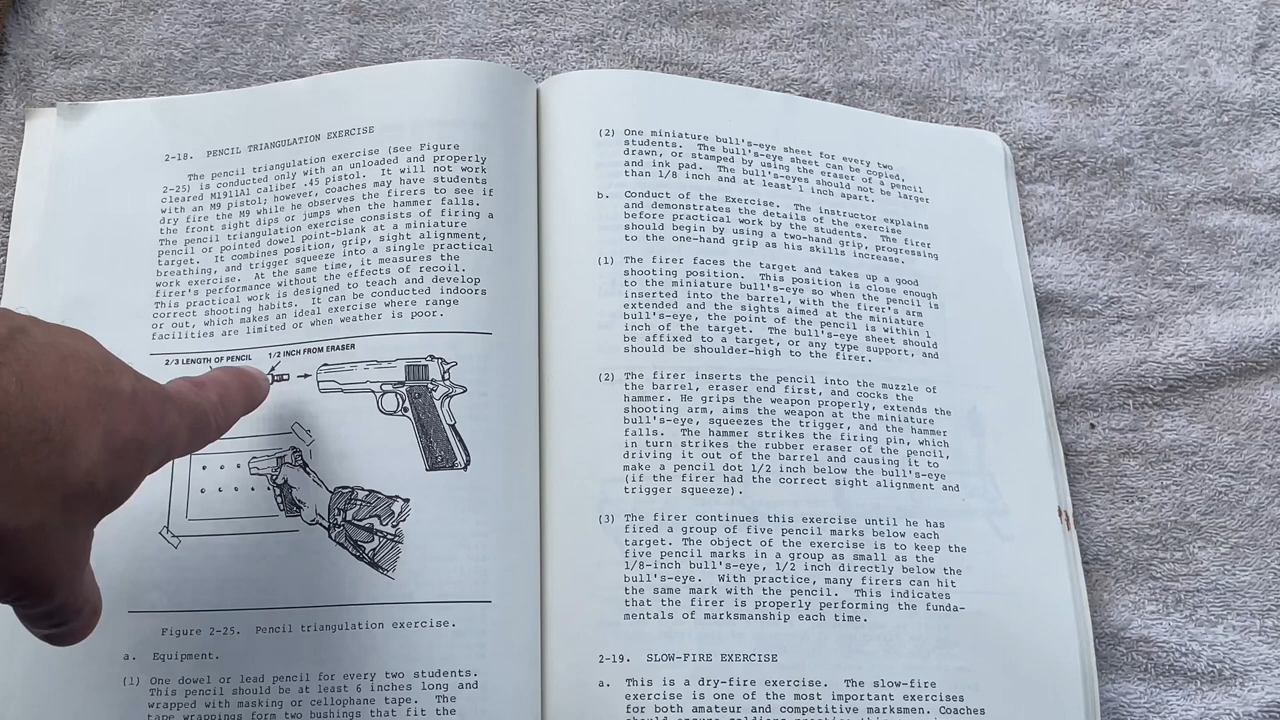 2-18. PENCIL TRIANGULATION EXERCISE
The pencil triangulation exercise (see Figure
2-25) is conducted only with an unloaded and properly
cleared M1911A1 caliber .45 pistol. It will not work
with an M9 pistol; however, coaches may have students
dry fire the M9 while he observes the firers to see if
the front sight dips or jumps when the hammer falls.
The pencil triangulation exercise consists of firing a
pencil or pointed dowel point-blank at a miniature
target. It combines position, grip, sight alignment,
breathing, and trigger squeeze into a single practical
work exercise. At the same time, it measures the
firer's performance without the effects of recoil.
This practical work is designed to teach and develop
correct shooting habits. It can be conducted indoors
or out, which makes an ideal exercise where range
facilities are limited or when weather is poor.
2/3 LENGTH OF PENCIL
1/2 INCH FROM ERASER
Figure 2-25. Pencil triangulation exercise.
a. Equipment.
(1) One dowel or lead pencil for every two students.
This pencil should be at least 6 inches long and
wrapped with masking or cellophane tape. The
tape wrappings form two bushings that fit the
(2) One miniature bull's-eye sheet for every two
students. The bull's-eye sheet can be copied,
drawn, or stamped by using the eraser of a pencil
and ink pad. The bull's-eyes should not be larger
than 1/8 inch and at least 1 inch apart.
b. Conduct of the Exercise. The instructor explains
and demonstrates the details of the exercise
before practical work by the students. The firer
should begin by using a two-hand grip, progressing
to the one-hand grip as his skills increase.
(1) The firer faces the target and takes up a good
shooting position. This position is close enough
to the miniature bull's-eye so when the pencil is
inserted into the barrel, with the firer's arm
extended and the sights aimed at the miniature
bull's-eye, the point of the pencil is within 1
inch of the target. The bull's-eye sheet should
be affixed to a target, or any type support, and
should be shoulder-high to the firer.
(2) The firer inserts the pencil into the muzzle of
the barrel, eraser end first, and cocks the
hammer. He grips the weapon properly, extends the
shooting arm, aims the weapon at the miniature
bull's-eye, squeezes the trigger, and the hammer
falls. The hammer strikes the firing pin, which
in turn strikes the rubber eraser of the pencil,
driving it out of the barrel and causing it to
make a pencil dot 1/2 inch below the bull's-eye
(if the firer had the correct sight alignment and
trigger squeeze).
(3) The firer continues this exercise until he has
fired a group of five pencil marks below each
target. The object of the exercise is to keep the
five pencil marks in a group as small as the
1/8-inch bull's-eye, 1/2 inch directly below the
bull's-eye. With practice, many firers can hit
the same mark with the pencil. This indicates
that the firer is properly performing the funda-
mentals of marksmanship each time.
2-19. SLOW-FIRE EXERCISE
a. This is a dry-fire exercise. The slow-fire
exercise is one of the most important exercises
for both amateur and competitive marksmen. Coaches